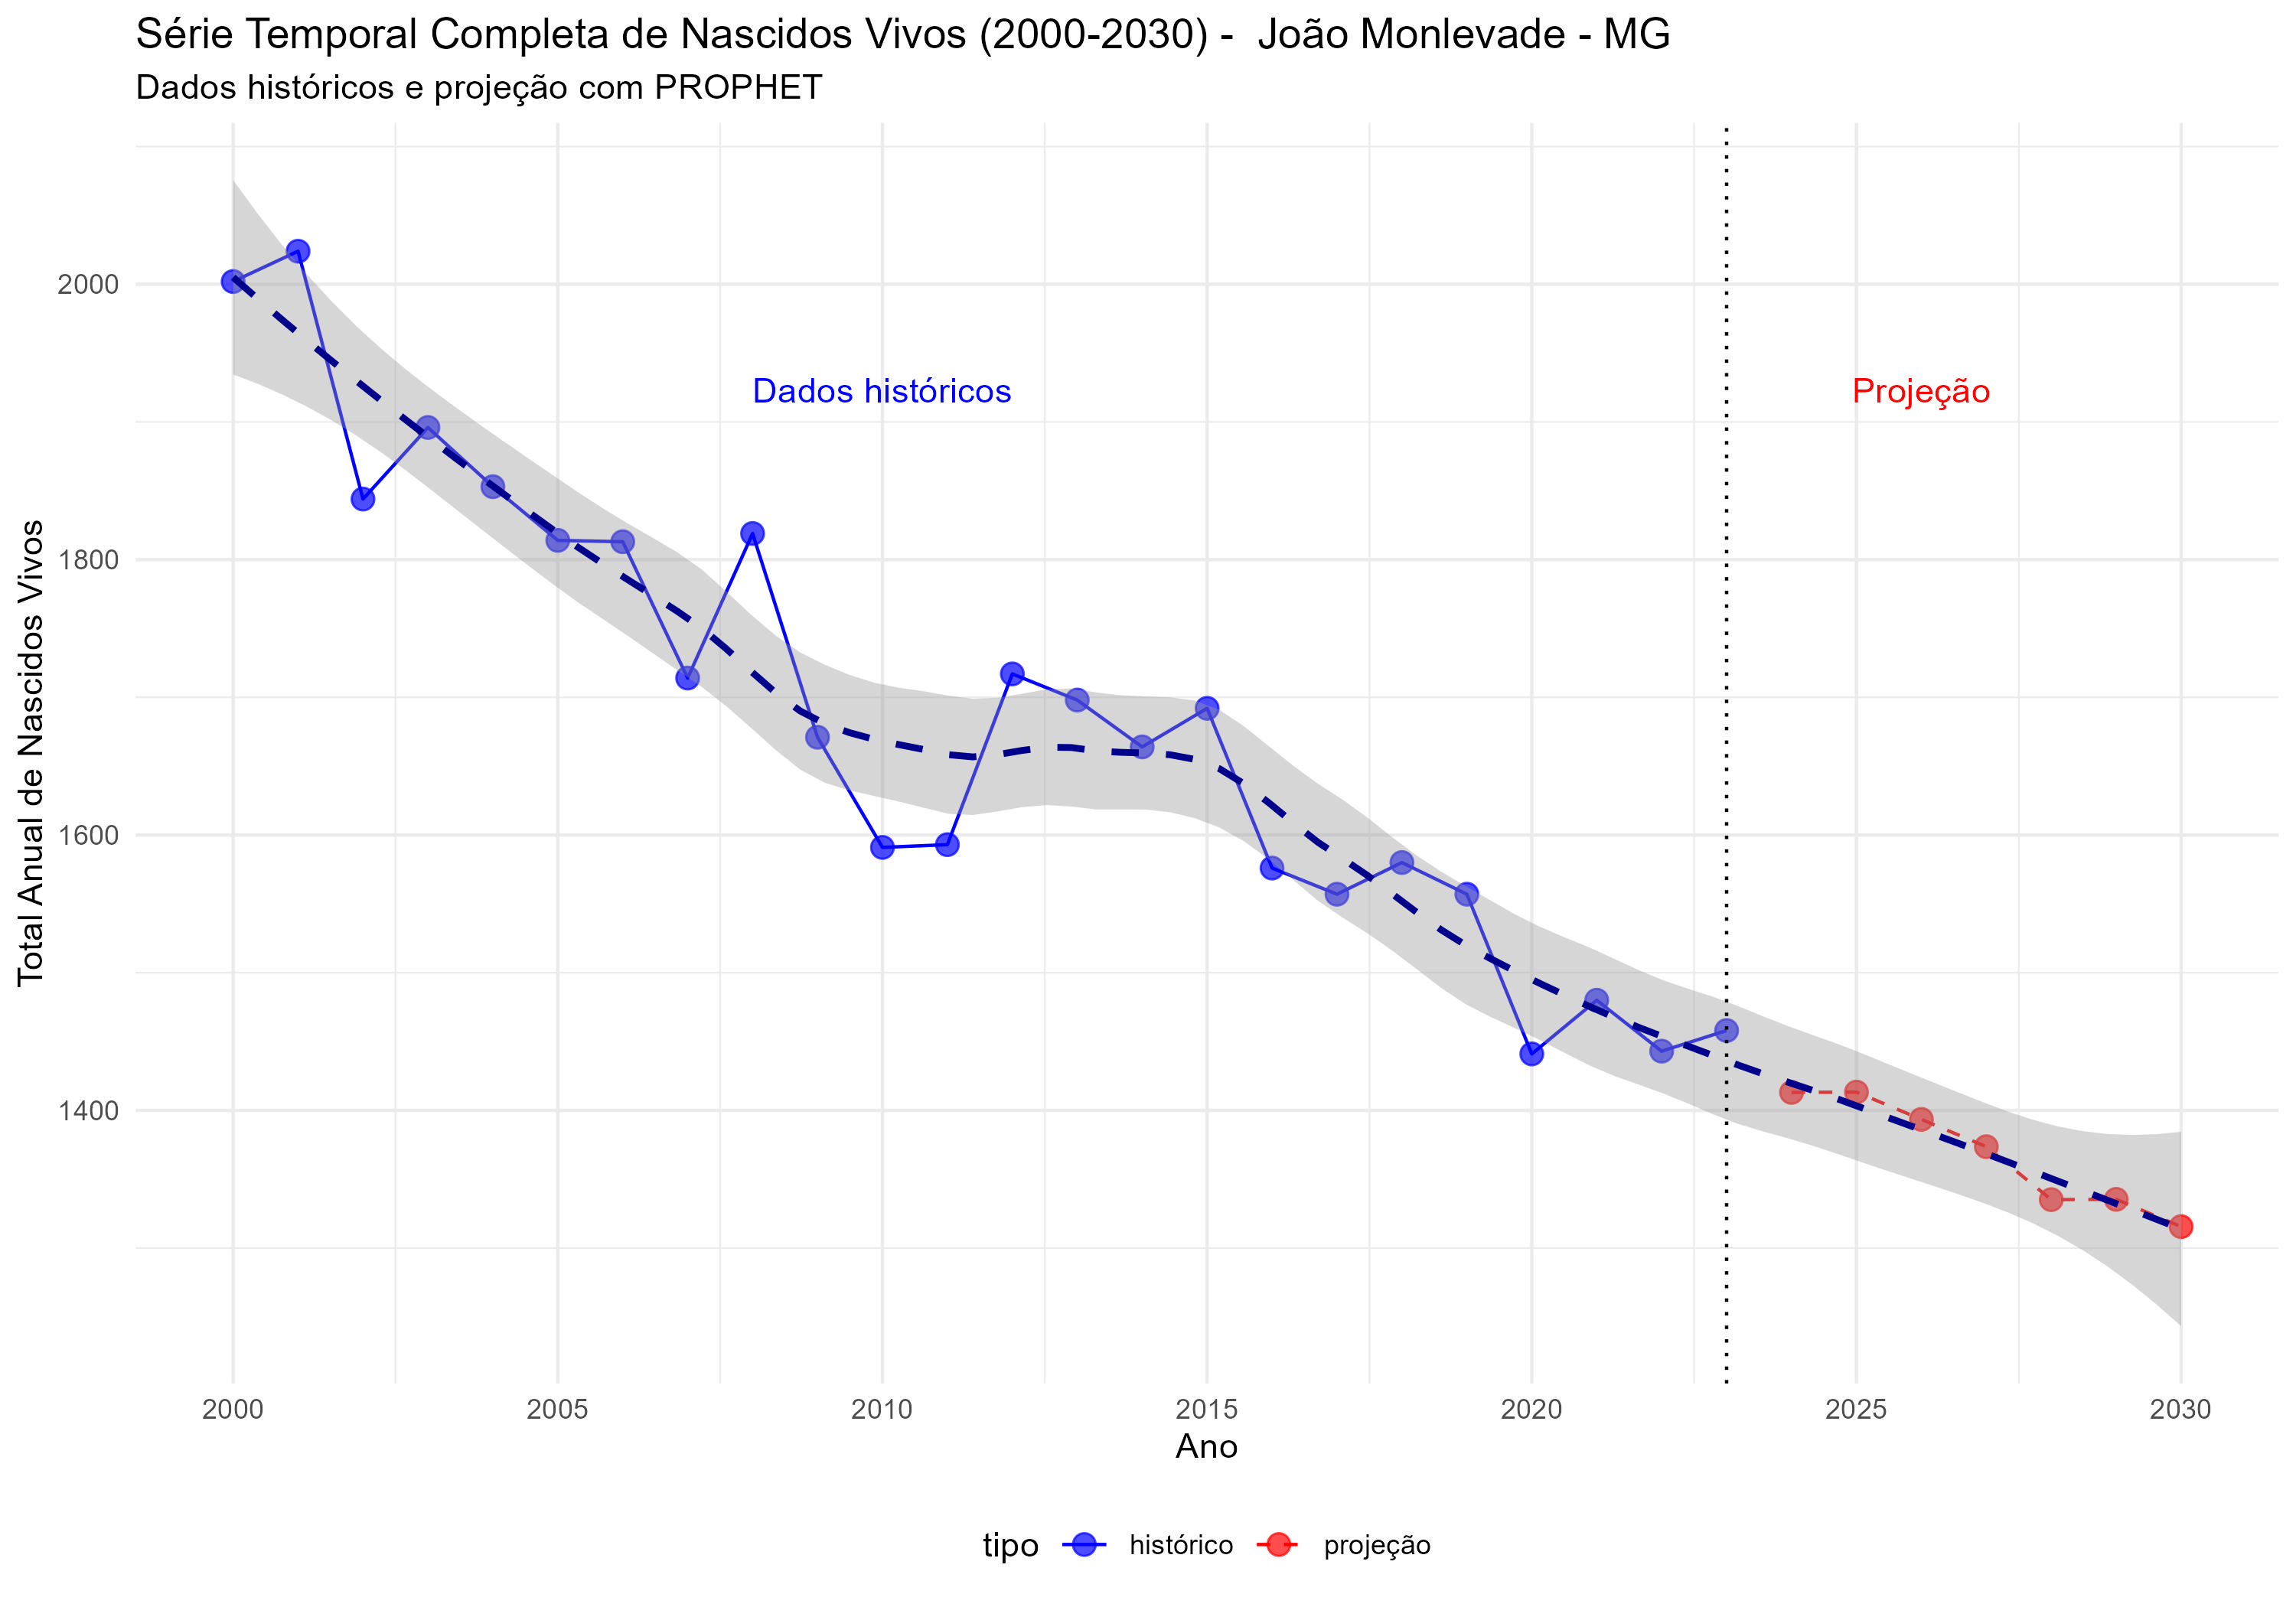 Série Temporal Completa de Nascidos Vivos (2000-2030) -  João Monlevade - MG
Dados históricos e projeção com PROPHET
Total Anual de Nascidos Vivos
2000
1800
1600
1400
Dados históricos
Projeção
2000 2005 2010 2015 2020 2025 2030
Ano
tipo histórico projeção